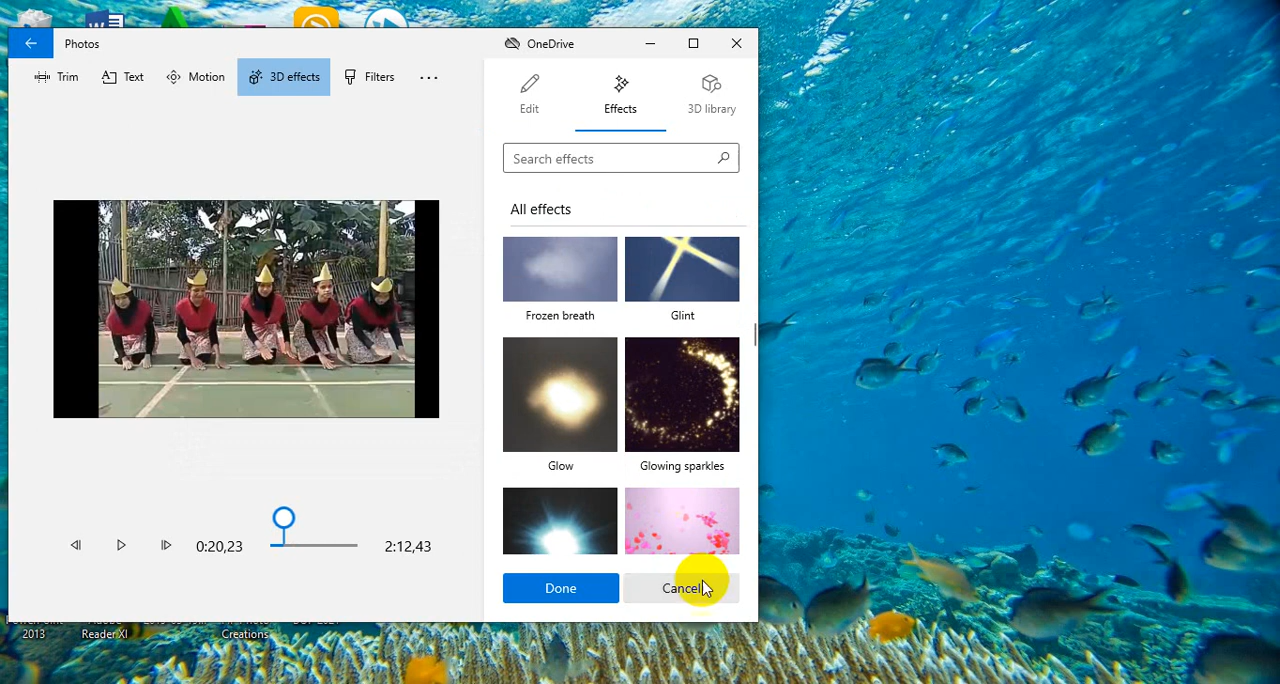 Photos
OneDrive
Trim
Text
Motion
3D effects
Filters
Edit
Effects
3D library
Search effects
All effects
Frozen breath
Glint
Glow
Glowing sparkles
0:20,23
2:12,43
Done
Cancel
2013
Reader XI
Creations